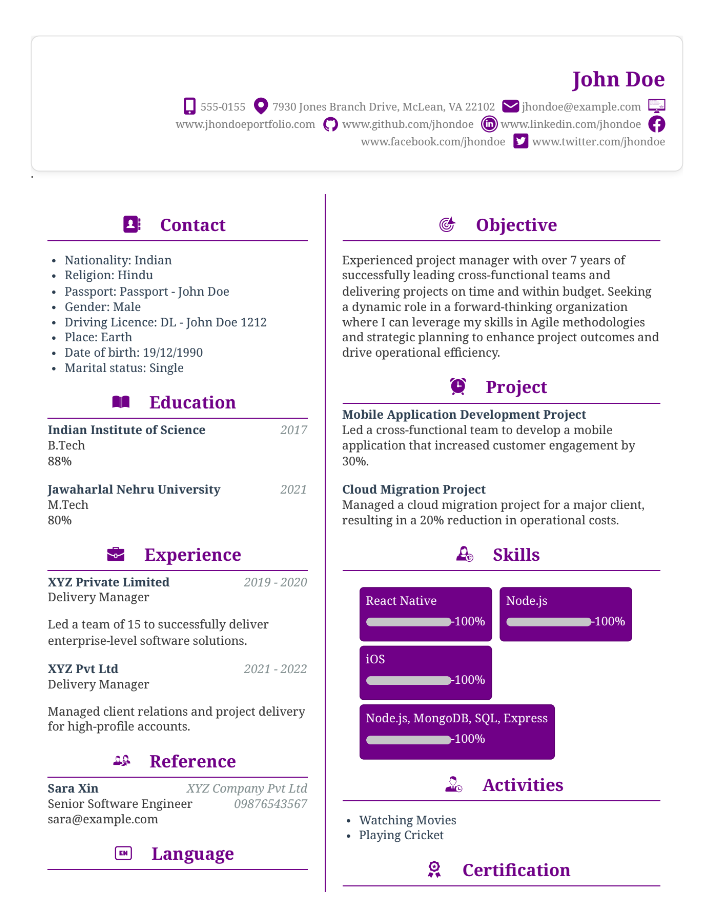 John Doe
555-0155 7930 Jones Branch Drive, McLean, VA 22102 jhondoe@example.com
www.jhondoeportfolio.com www.github.com/jhondoe www.linkedin.com/jhondoe
www.facebook.com/jhondoe www.twitter.com/jhondoe
.
Contact
• Nationality: Indian
• Religion: Hindu
• Passport: Passport - John Doe
• Gender: Male
• Driving Licence: DL - John Doe 1212
• Place: Earth
• Date of birth: 19/12/1990
• Marital status: Single
Education
Indian Institute of Science 2017
B.Tech
88%
Jawaharlal Nehru University 2021
M.Tech
80%
Experience
XYZ Private Limited 2019 - 2020
Delivery Manager
Led a team of 15 to successfully deliver
enterprise-level software solutions.
XYZ Pvt Ltd 2021 - 2022
Delivery Manager
Managed client relations and project delivery
for high-profile accounts.
Reference
Sara Xin XYZ Company Pvt Ltd
Senior Software Engineer 09876543567
sara@example.com
EN Language
Objective
Experienced project manager with over 7 years of
successfully leading cross-functional teams and
delivering projects on time and within budget. Seeking
a dynamic role in a forward-thinking organization
where I can leverage my skills in Agile methodologies
and strategic planning to enhance project outcomes and
drive operational efficiency.
Project
Mobile Application Development Project
Led a cross-functional team to develop a mobile
application that increased customer engagement by
30%.
Cloud Migration Project
Managed a cloud migration project for a major client,
resulting in a 20% reduction in operational costs.
Skills
React Native
-100%
Node.js
-100%
iOS
-100%
Node.js, MongoDB, SQL, Express
-100%
Activities
• Watching Movies
• Playing Cricket
Certification